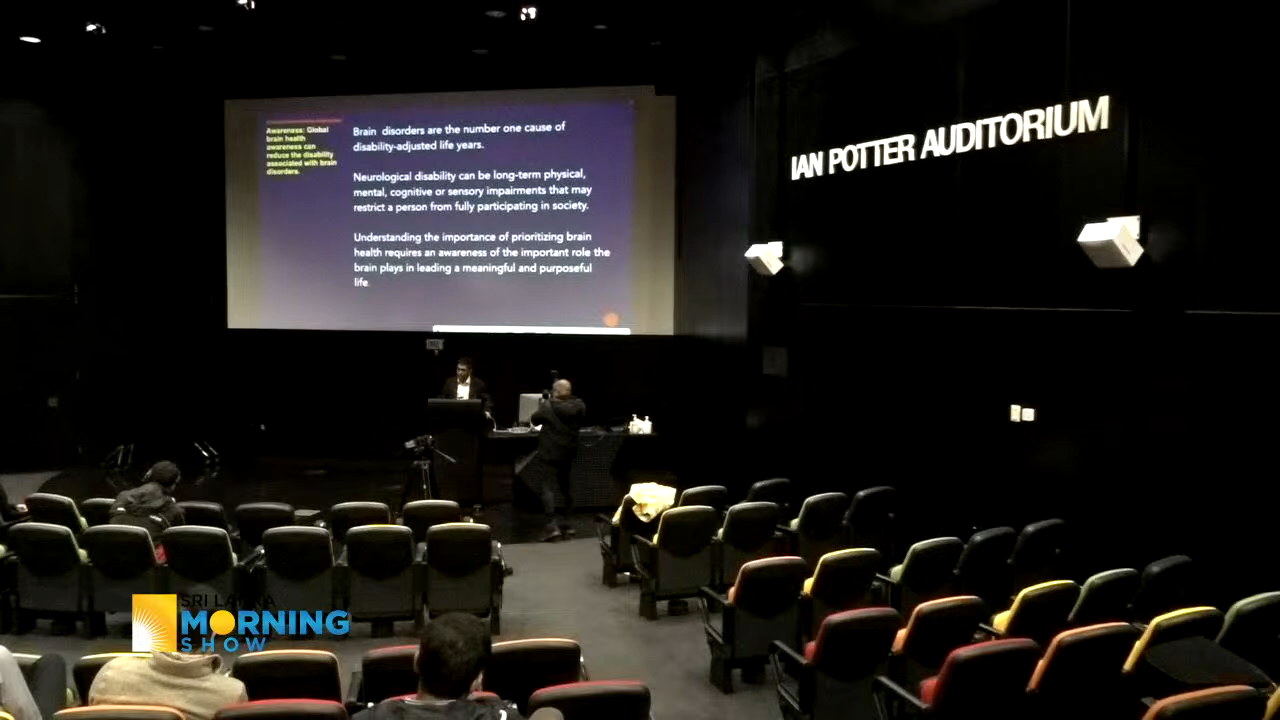 Awareness: Global
brain health
awareness can
reduce the disability
associated with brain
disorders.
Brain disorders are the number one cause of
disability-adjusted life years.
Neurological disability can be long-term physical,
mental, cognitive or sensory impairments that may
restrict a person from fully participating in society.
Understanding the importance of prioritizing brain
health requires an awareness of the important role the
brain plays in leading a meaningful and purposeful
life.
IAN POTTER AUDITORIUM
SRI LANKA
MORNING
SHOW